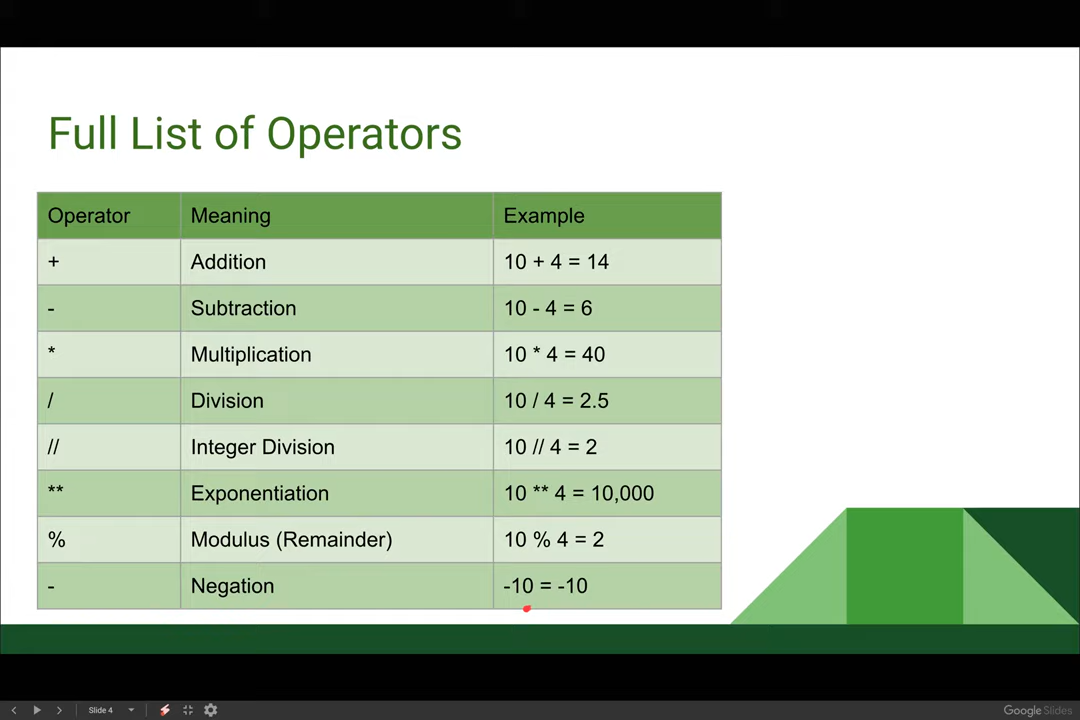 Full List of Operators
Operator Meaning Example
+ Addition 10 + 4 = 14
- Subtraction 10 - 4 = 6
* Multiplication 10 * 4 = 40
/ Division 10 / 4 = 2.5
// Integer Division 10 // 4 = 2
** Exponentiation 10 ** 4 = 10,000
% Modulus (Remainder) 10 % 4 = 2
- Negation -10 = -10
Slide 4
Google Slides